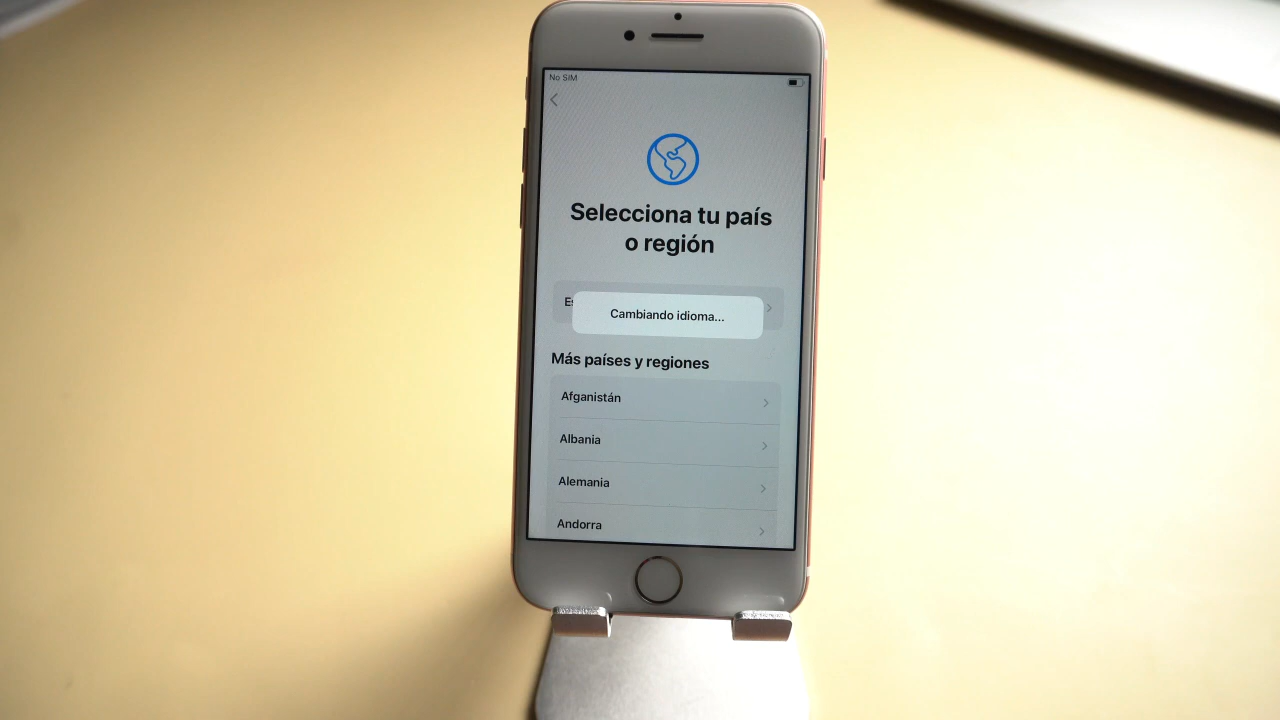 No SIM
Selecciona tu país
o región
Cambiando idioma...
Más países y regiones
Afganistán
Albania
Alemania
Andorra